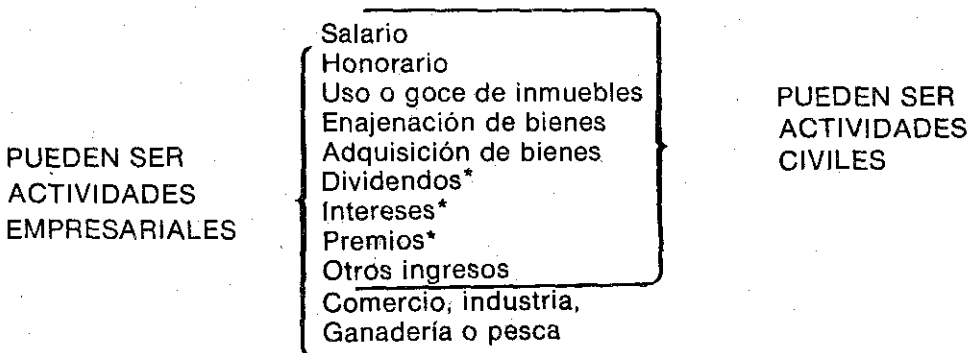 PUEDEN SER
ACTIVIDADES
EMPRESARIALES
Salario
Honorario
Uso o goce de inmuebles
Enajenación de bienes
Adquisición de bienes
Dividendos*
Intereses*
Premios*
Otros ingresos
Comercio, industria,
Ganadería o pesca
PUEDEN SER
ACTIVIDADES
CIVILES